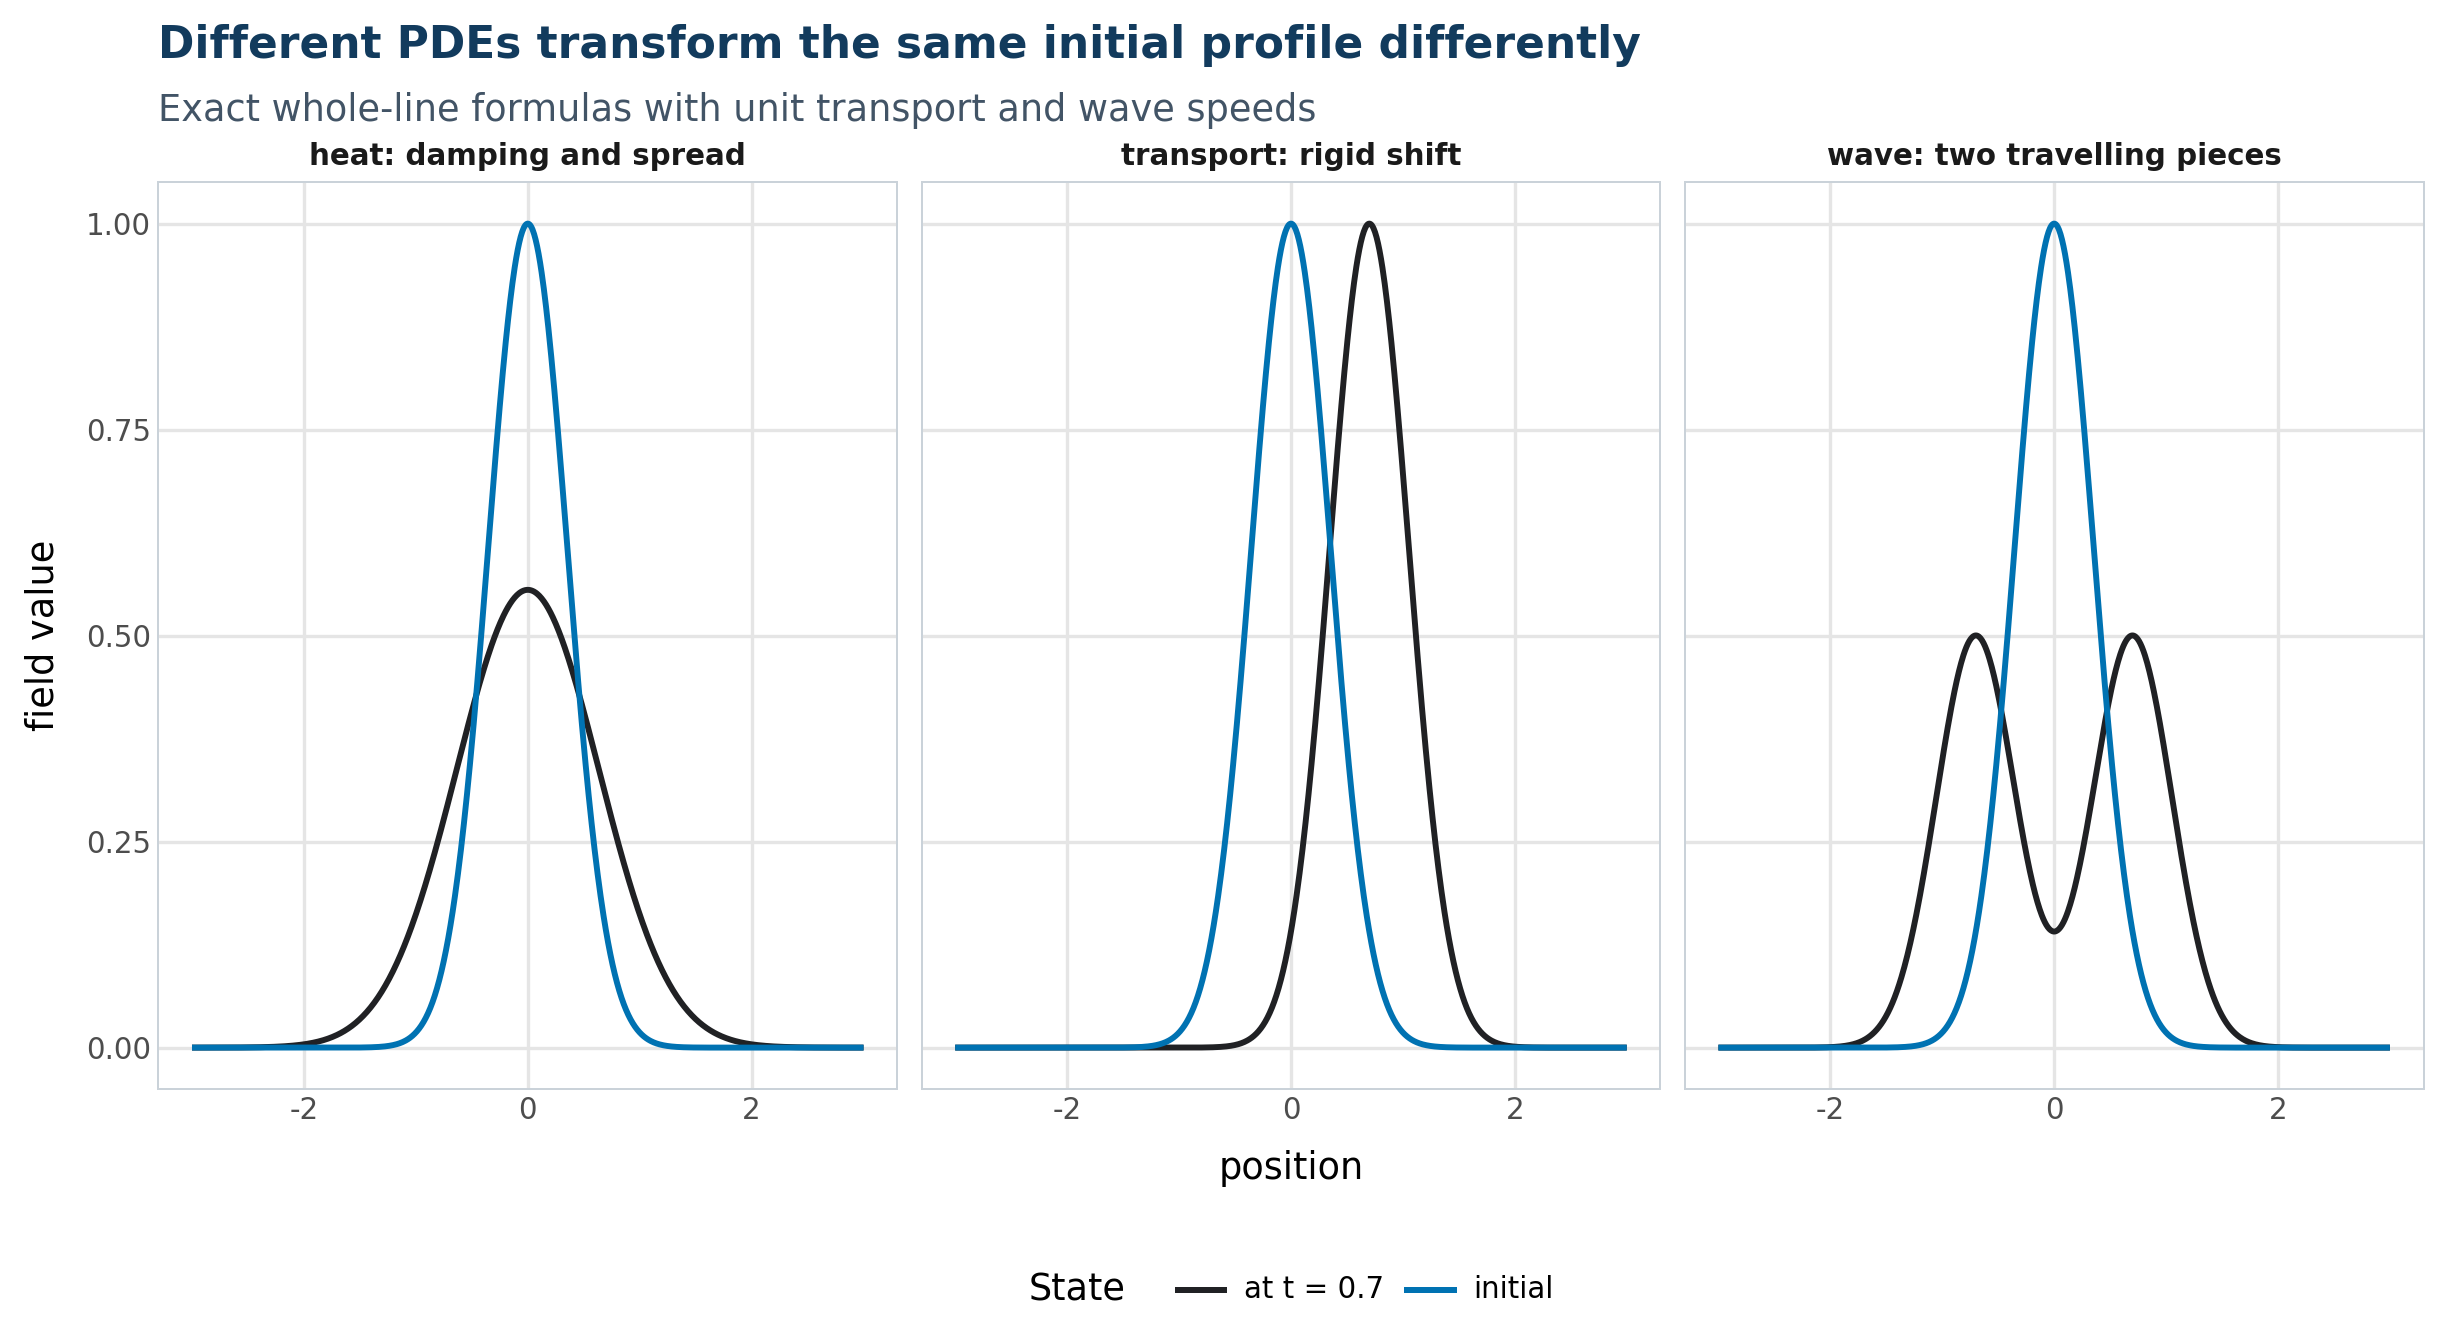 Different PDEs transform the same initial profile differently
Exact whole-line formulas with unit transport and wave speeds
heat: damping and spread
transport: rigid shift
wave: two travelling pieces
field value
1.00
0.75
0.50
0.25
0.00
-2 0 2
-2 0 2
-2 0 2
position
State at t = 0.7 initial